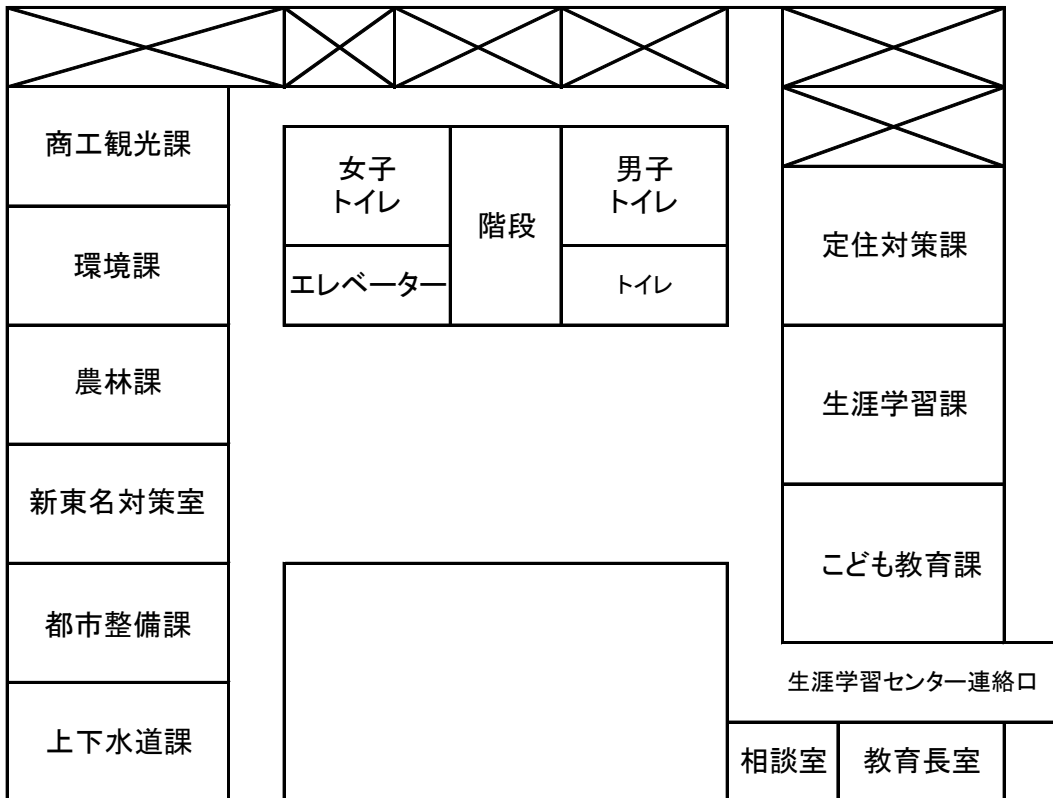 商工観光課
環境課
農林課
新東名対策室
都市整備課
上下水道課
女子
トイレ
エレベーター
階段
男子
トイレ
トイレ
定住対策課
生涯学習課
こども教育課
生涯学習センター連絡口
相談室
教育長室